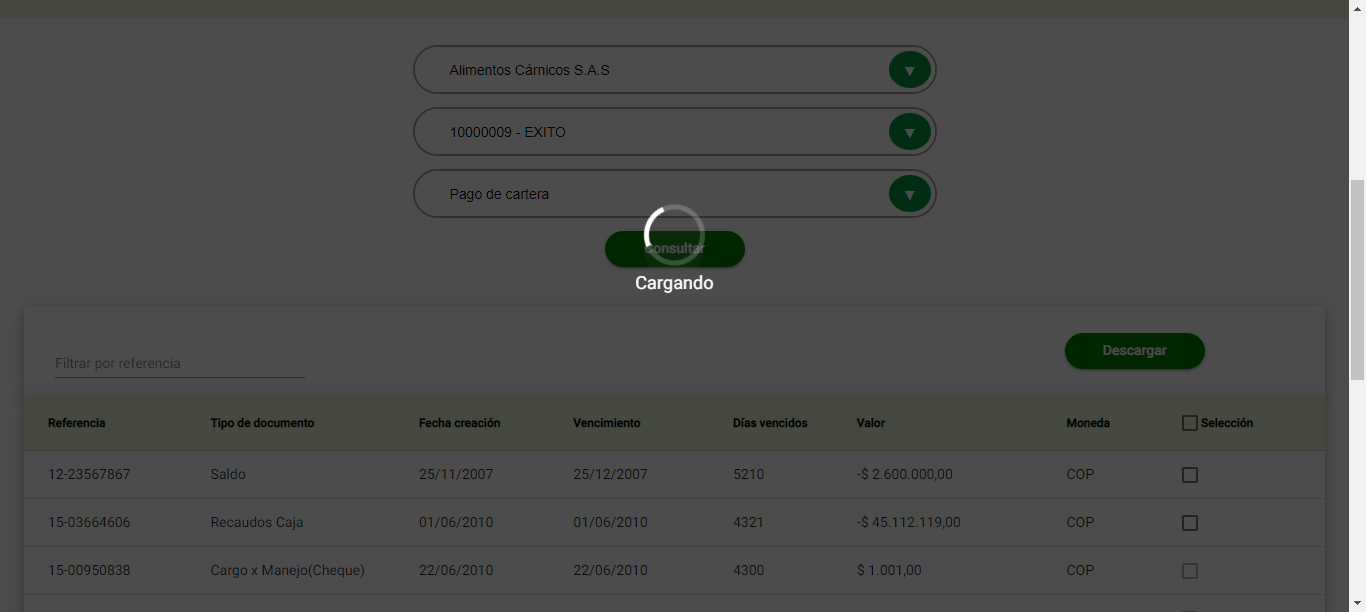 Alimentos Cárnicos S.A.S
10000009 - EXITO
Pago de cartera
Consultar
Cargando
Filtrar por referencia
Descargar
Referencia Tipo de documento Fecha creación Vencimiento Días vencidos Valor Moneda Selección
12-23567867 Saldo 25/11/2007 25/12/2007 5210 -$ 2.600.000,00 COP
15-03664606 Recaudos Caja 01/06/2010 01/06/2010 4321 -$ 45.112.119,00 COP
15-00950838 Cargo x Manejo(Cheque) 22/06/2010 22/06/2010 4300 $ 1.001,00 COP